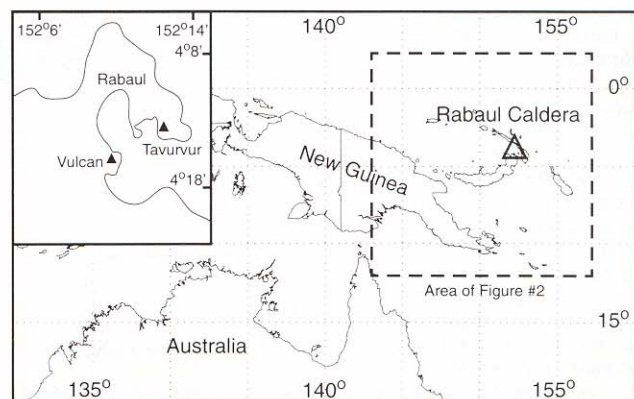 152°6'
152°14'
4°8'
Rabaul
Tavurvur
Vulcan
4°18'
140°
155°
0°
Rabaul Caldera
New Guinea
Area of Figure #2
15°
Australia
135°
140°
155°